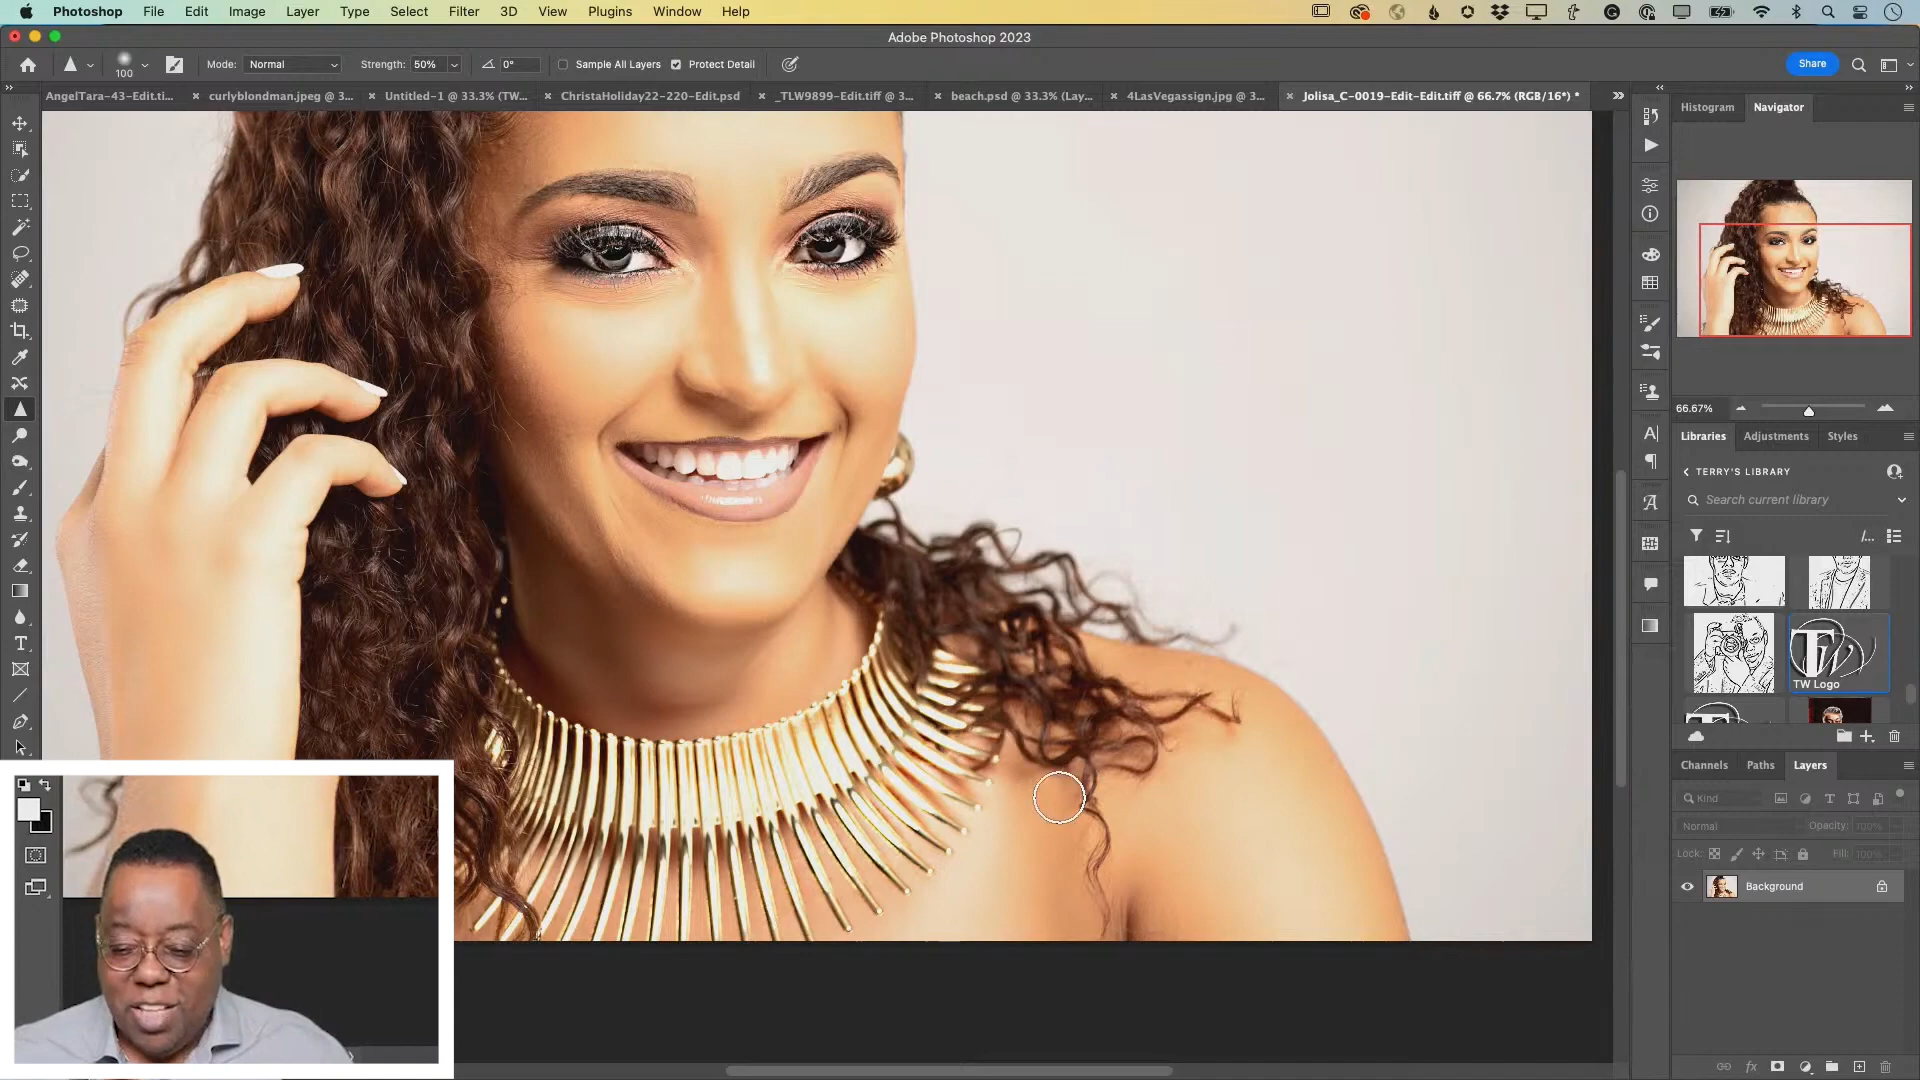 Photoshop File Edit Image Layer Type Select Filter 3D View Plugins Window Help
Adobe Photoshop 2023
100 Mode: Normal Strength: 50% 0° Sample All Layers Protect Detail Share
AngelTara-43-Edit.ti... curlyblondman.jpeg @ 3... Untitled-1 @ 33.3% (TW... ChristaHoliday22-220-Edit.psd _TLW9899-Edit.tiff @ 3... beach.psd @ 33.3% (Lay... 4LasVegassign.jpg @ 3... Jolisa_C-0019-Edit-Edit.tiff @ 66.7% (RGB/16*) *
Histogram Navigator
66.67%
Libraries Adjustments Styles
TERRY'S LIBRARY
Search current library
/...
TW
TW Logo
Channels Paths Layers
Kind
Normal Opacity: 100%
Lock: Fill: 100%
Background
fx